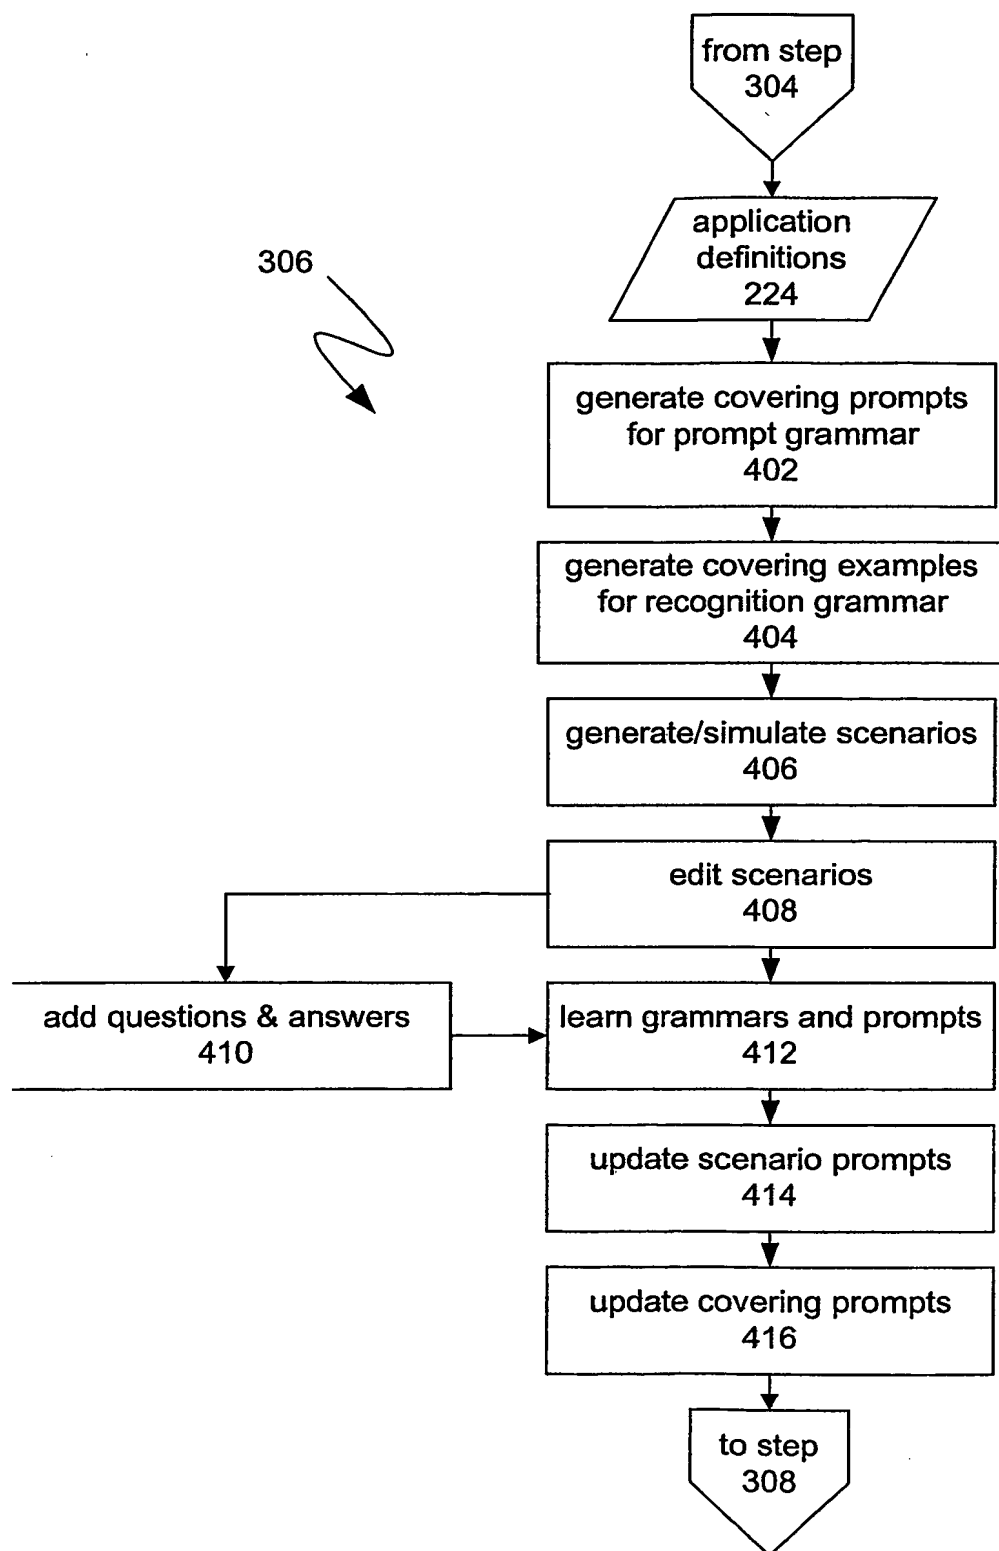 from step
304
application
definitions
224
306
generate covering prompts
for prompt grammar
402
generate covering examples
for recognition grammar
404
generate/simulate scenarios
406
edit scenarios
408
add questions & answers
410
learn grammars and prompts
412
update scenario prompts
414
update covering prompts
416
to step
308